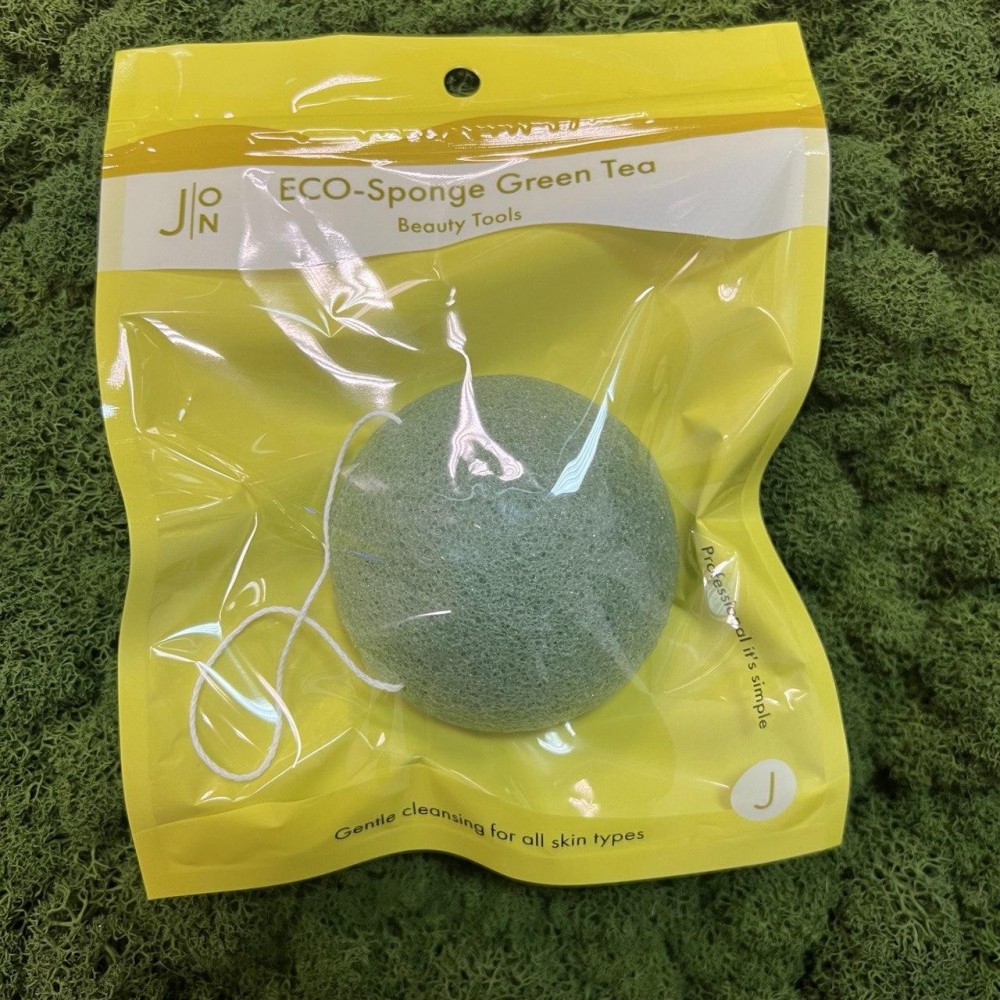 J|ON
ECO-Sponge Green Tea
Beauty Tools
Professional it's simple
J
Gentle cleansing for all skin types